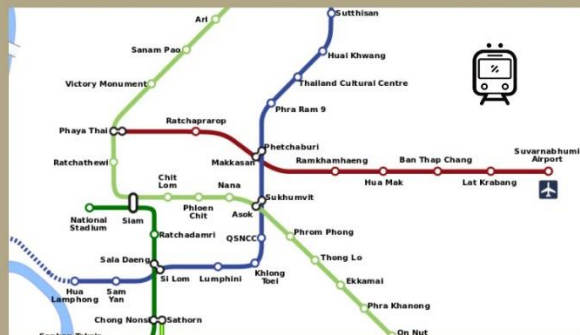 Ari
Sutthisan
Sanam Pao
Huai Khwang
Victory Monument
Thailand Cultural Centre
Phra Ram 9
Ratchaprarop
Phaya Thai
Phetchaburi
Makkasan
Ratchathewi
Ramkhamhaeng
Hua Mak
Ban Thap Chang
Lat Krabang
Suvarnabhumi
Airport
Chit
Lom
Phloen
Chit
Nana
Sukhumvit
Asok
National
Stadium
Siam
Ratchadamri
QSNCC
Phrom Phong
Thong Lo
Sala Daeng
Si Lom
Lumphini
Khlong
Toei
Ekkamai
Hua
Lamphong
Sam
Yan
Phra Khanong
Chong Nonsi
Sathorn
On Nut